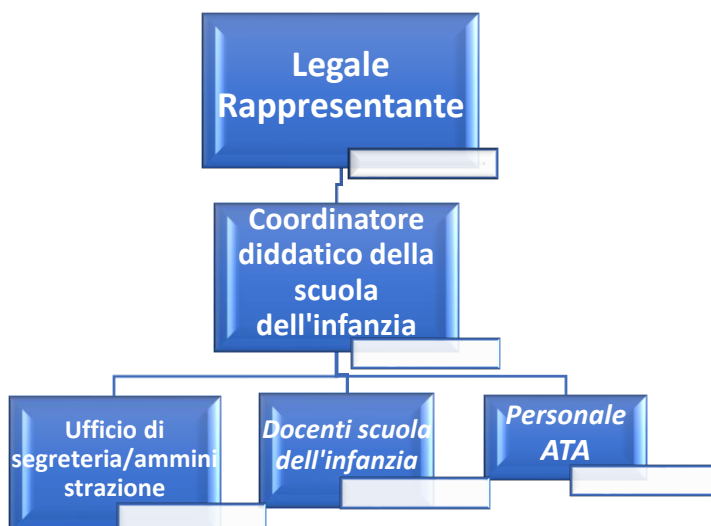 Legale
Rappresentante
Coordinatore
diddatico della
scuola
dell'infanzia
Ufficio di
segreteria/ammini
strazione
Docenti scuola
dell'infanzia
Personale
ATA